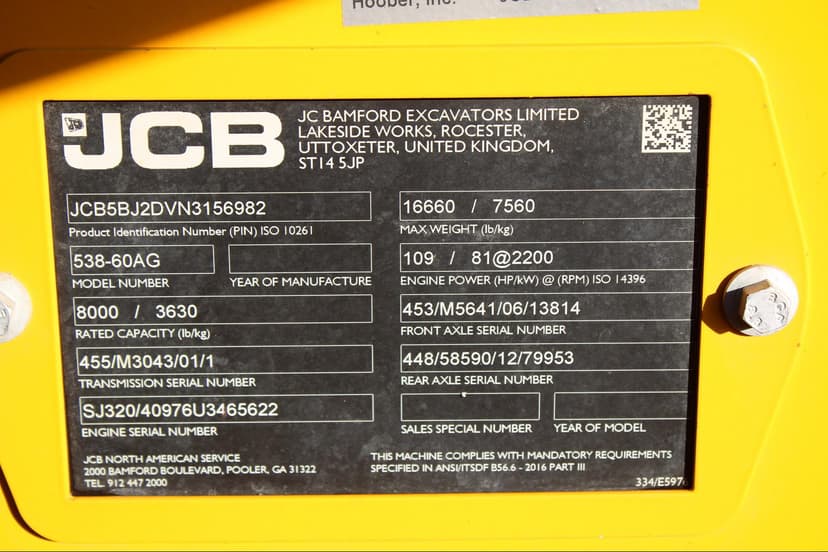 Hoober, Inc.
JCB
JC BAMFORD EXCAVATORS LIMITED
LAKESIDE WORKS, ROCESTER,
UTTOXETER, UNITED KINGDOM,
ST14 5JP
JCB5BJ2DVN3156982
Product Identification Number (PIN) ISO 10261
538-60AG
MODEL NUMBER
YEAR OF MANUFACTURE
8000 / 3630
RATED CAPACITY (lb/kg)
455/M3043/01/1
TRANSMISSION SERIAL NUMBER
SJ320/40976U3465622
ENGINE SERIAL NUMBER
16660 / 7560
MAX WEIGHT (lb/kg)
109 / 81@2200
ENGINE POWER (HP/kW) @ (RPM) ISO 14396
453/M5641/06/13814
FRONT AXLE SERIAL NUMBER
448/58590/12/79953
REAR AXLE SERIAL NUMBER
SALES SPECIAL NUMBER
YEAR OF MODEL
JCB NORTH AMERICAN SERVICE
2000 BAMFORD BOULEVARD, POOLER, GA 31322
TEL. 912 447 2000
THIS MACHINE COMPLIES WITH MANDATORY REQUIREMENTS
SPECIFIED IN ANSI/ITSDF B56.6 - 2016 PART III